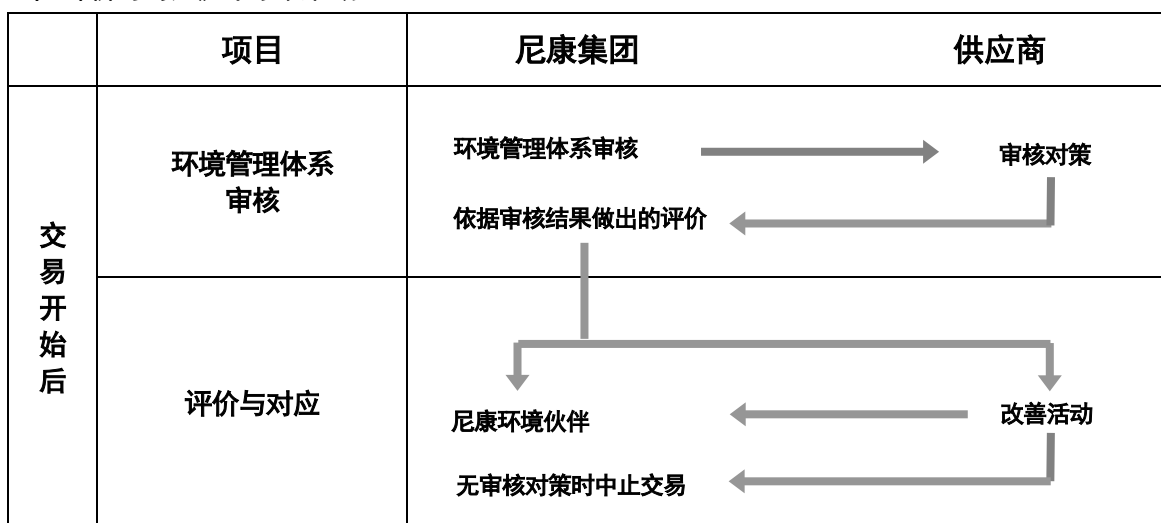 项目
尼康集团
供应商
交易开始后
环境管理体系
审核
环境管理体系审核
审核对策
依据审核结果做出的评价
评价与对应
尼康环境伙伴
改善活动
无审核对策时中止交易